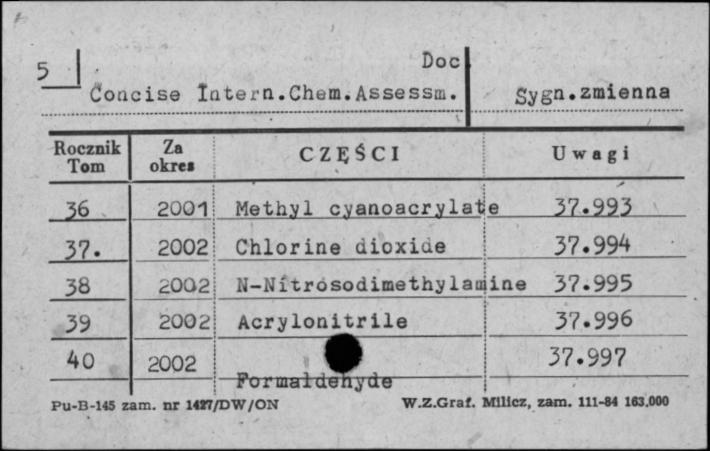 Doc
5
Concise Intern.Chem.Assessm. Sygn.zmienna
Rocznik Tom Za okres CZĘŚCI Uwagi
36 2001 Methyl cyanoacrylate 37.993
37. 2002 Chlorine dioxide 37.994
38 2002 N-Nitrosodimethylamine 37.995
39 2002 Acrylonitrile 37.996
40 2002 Formaldehyde 37.997
Pu-B-145 zam. nr 1427/DW/ON W.Z.Graf. Milicz, zam. 111-84 163.000